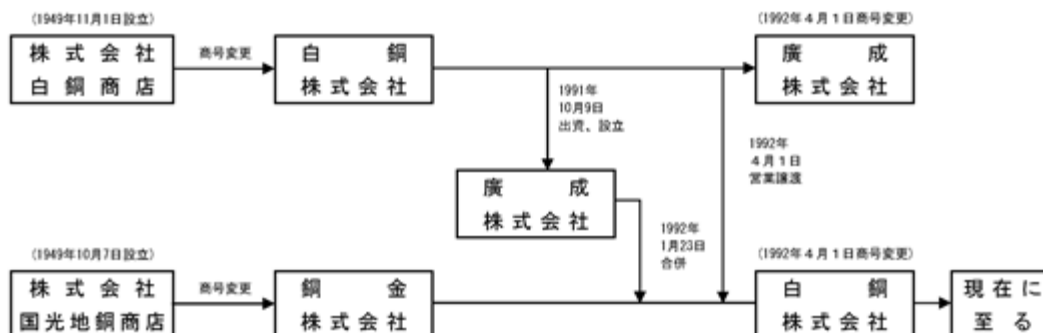 (1949年11月1日設立)
株式会社
白銅商店
商号変更
白銅
株式会社
(1992年4月1日商号変更)
廣成
株式会社
1991年
10月9日
出資、設立
1992年
4月1日
営業譲渡
廣成
株式会社
1992年
1月23日
合併
(1949年10月7日設立)
株式会社
国光地銅商店
商号変更
銅金
株式会社
(1992年4月1日商号変更)
白銅
株式会社
現在に
至る